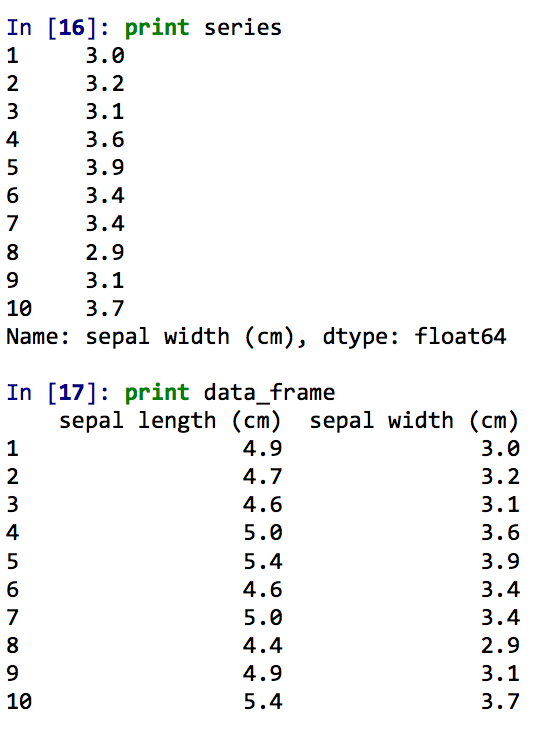 In [16]: print series
1     3.0
2     3.2
3     3.1
4     3.6
5     3.9
6     3.4
7     3.4
8     2.9
9     3.1
10    3.7
Name: sepal width (cm), dtype: float64
In [17]: print data_frame
    sepal length (cm)  sepal width (cm)
1                 4.9               3.0
2                 4.7               3.2
3                 4.6               3.1
4                 5.0               3.6
5                 5.4               3.9
6                 4.6               3.4
7                 5.0               3.4
8                 4.4               2.9
9                 4.9               3.1
10                5.4               3.7